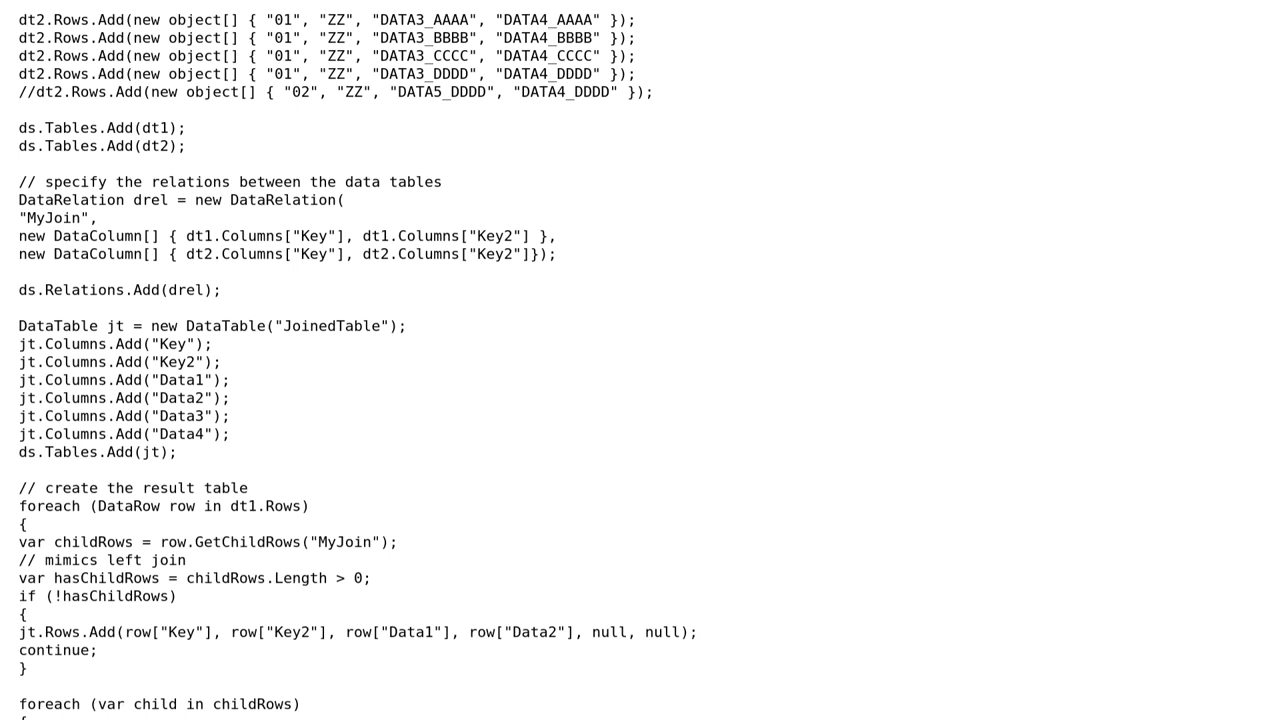 dt2.Rows.Add(new object[] { "01", "ZZ", "DATA3_AAAA", "DATA4_AAAA" });
dt2.Rows.Add(new object[] { "01", "ZZ", "DATA3_BBBB", "DATA4_BBBB" });
dt2.Rows.Add(new object[] { "01", "ZZ", "DATA3_CCCC", "DATA4_CCCC" });
dt2.Rows.Add(new object[] { "01", "ZZ", "DATA3_DDDD", "DATA4_DDDD" });
//dt2.Rows.Add(new object[] { "02", "ZZ", "DATA5_DDDD", "DATA4_DDDD" });

ds.Tables.Add(dt1);
ds.Tables.Add(dt2);

// specify the relations between the data tables
DataRelation drel = new DataRelation(
"MyJoin",
new DataColumn[] { dt1.Columns["Key"], dt1.Columns["Key2"] },
new DataColumn[] { dt2.Columns["Key"], dt2.Columns["Key2"]});

ds.Relations.Add(drel);

DataTable jt = new DataTable("JoinedTable");
jt.Columns.Add("Key");
jt.Columns.Add("Key2");
jt.Columns.Add("Data1");
jt.Columns.Add("Data2");
jt.Columns.Add("Data3");
jt.Columns.Add("Data4");
ds.Tables.Add(jt);

// create the result table
foreach (DataRow row in dt1.Rows)
{
var childRows = row.GetChildRows("MyJoin");
// mimics left join
var hasChildRows = childRows.Length > 0;
if (!hasChildRows)
{
jt.Rows.Add(row["Key"], row["Key2"], row["Data1"], row["Data2"], null, null);
continue;
}

foreach (var child in childRows)
{